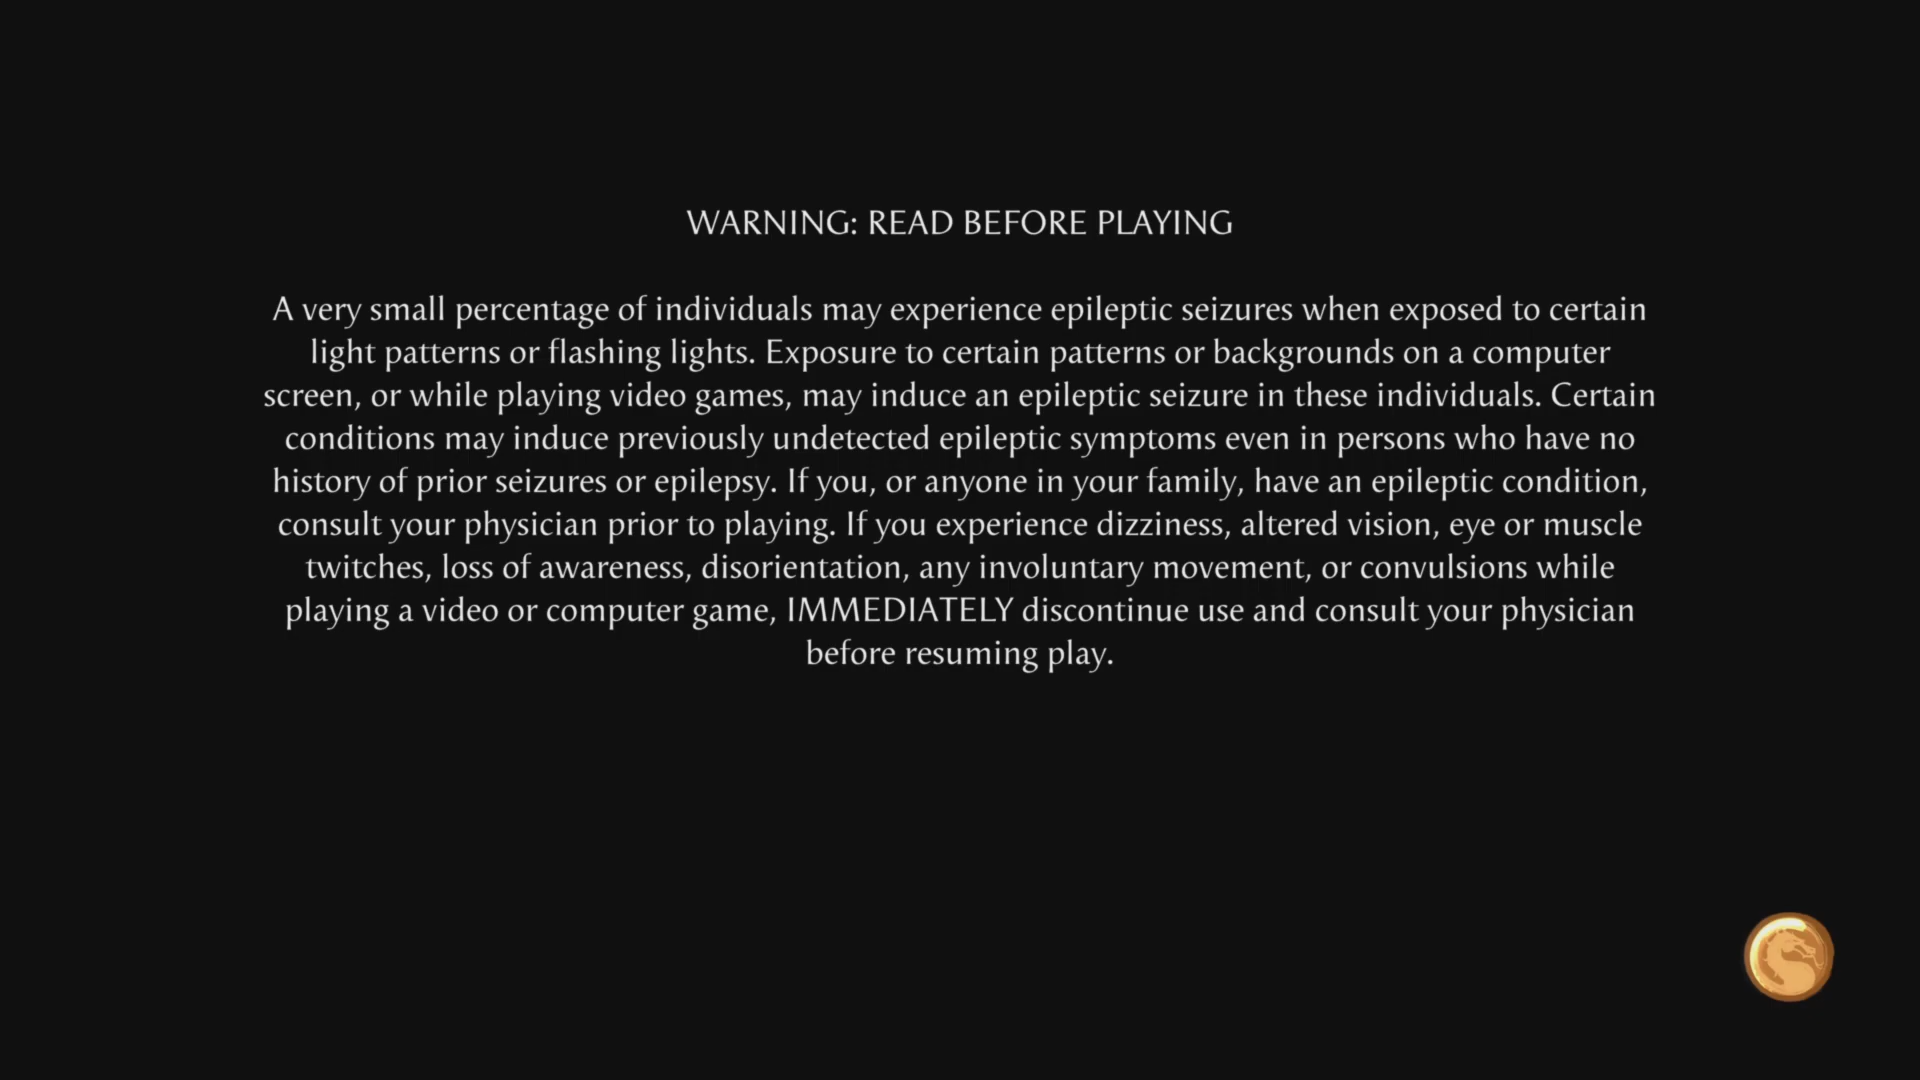 WARNING: READ BEFORE PLAYING
A very small percentage of individuals may experience epileptic seizures when exposed to certain
light patterns or flashing lights. Exposure to certain patterns or backgrounds on a computer
screen, or while playing video games, may induce an epileptic seizure in these individuals. Certain
conditions may induce previously undetected epileptic symptoms even in persons who have no
history of prior seizures or epilepsy. If you, or anyone in your family, have an epileptic condition,
consult your physician prior to playing. If you experience dizziness, altered vision, eye or muscle
twitches, loss of awareness, disorientation, any involuntary movement, or convulsions while
playing a video or computer game, IMMEDIATELY discontinue use and consult your physician
before resuming play.